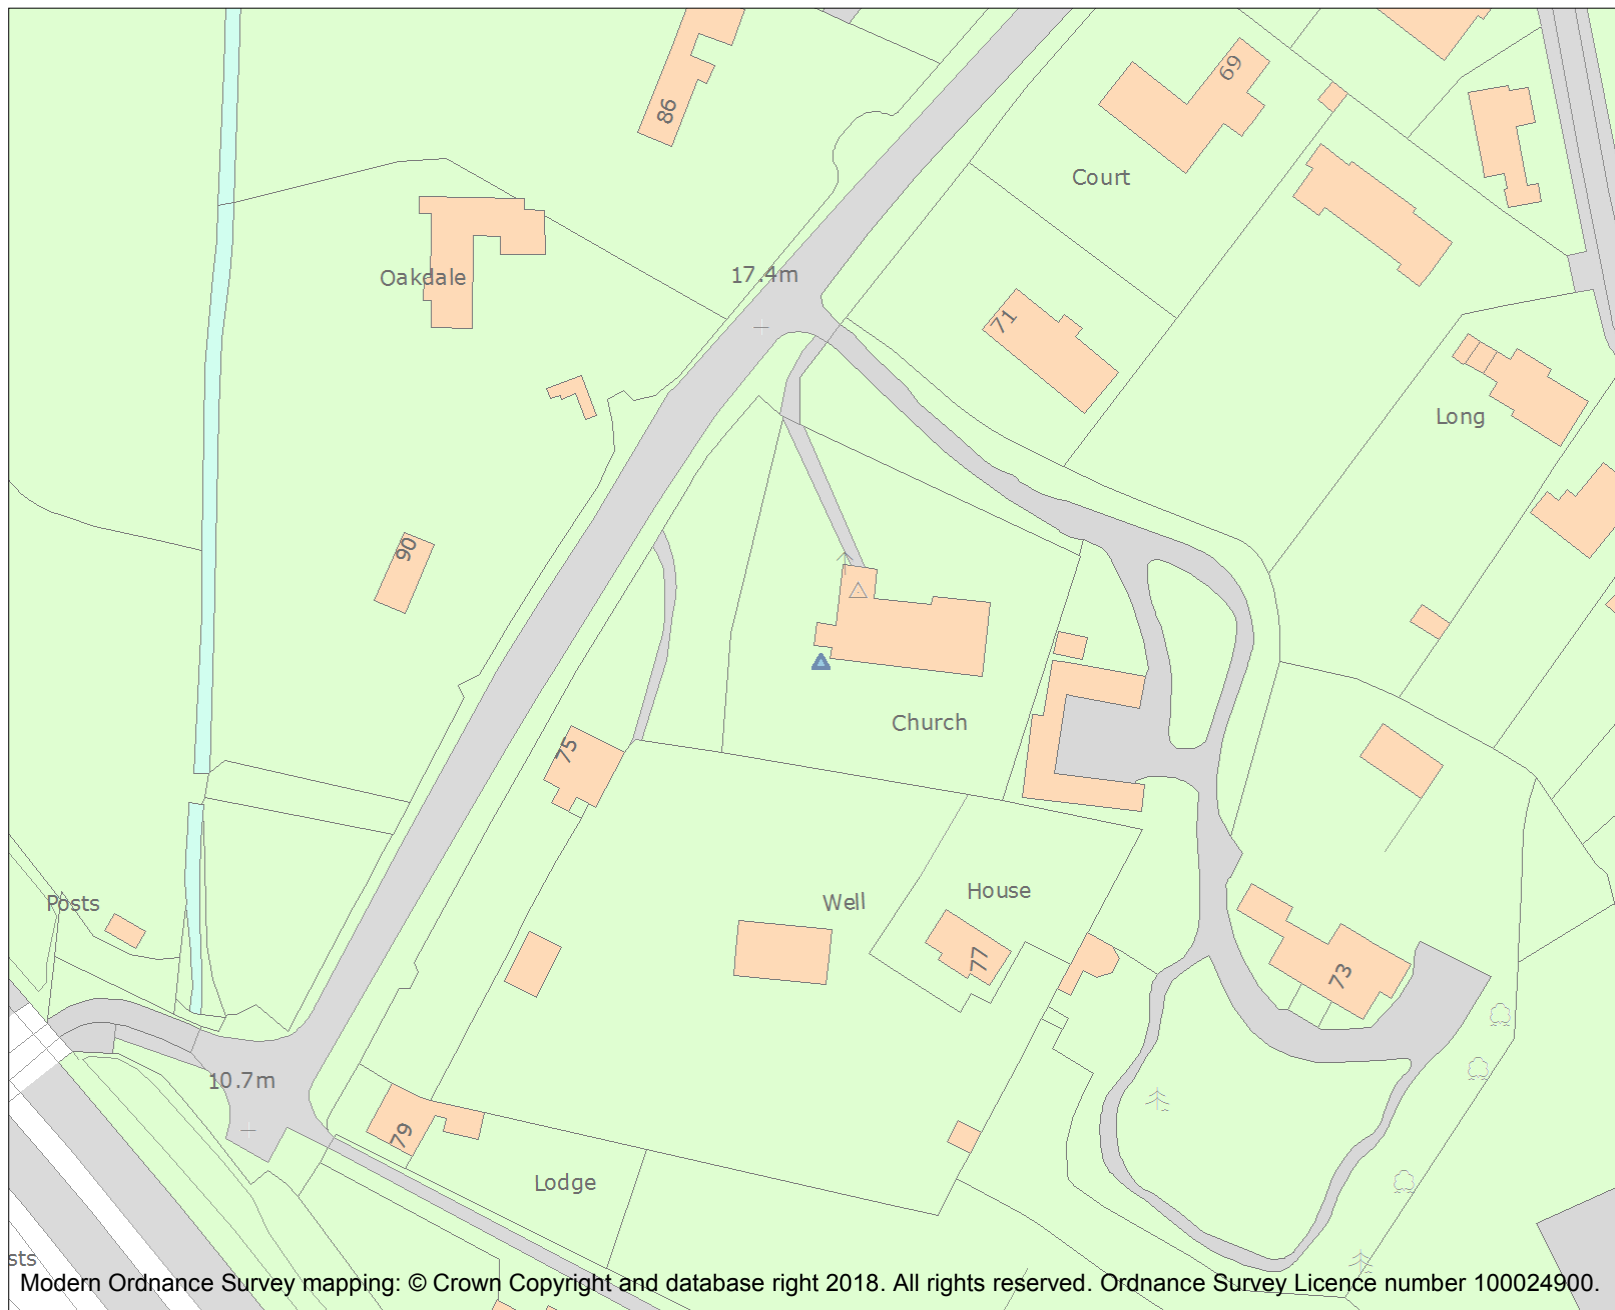 69
86
Court
17.4m
Oakdale
71
Long
90
Church
75
Posts
Well
House
77
73
10.7m
79
Lodge
sts
Modern Ordnance Survey mapping: © Crown Copyright and database right 2018. All rights reserved. Ordnance Survey Licence number 100024900.